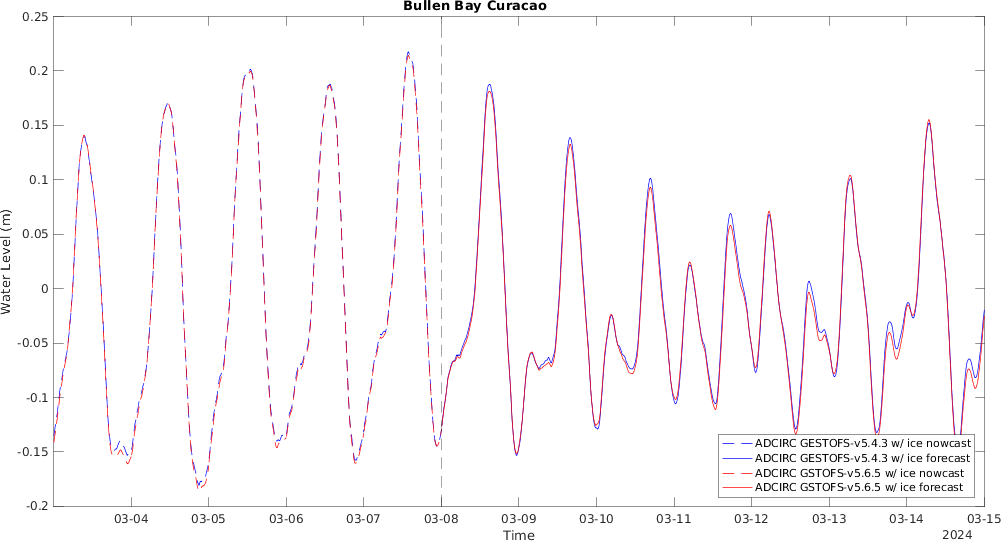 Bullen Bay Curacao
0.25
0.2
0.15
0.1
0.05
0
-0.05
-0.1
-0.15
-0.2
Water Level (m)
03-04 03-05 03-06 03-07 03-08 03-09 03-10 03-11 03-12 03-13 03-14 03-15
Time
2024
ADCIRC GESTOFS-v5.4.3 w/ ice nowcast
ADCIRC GESTOFS-v5.4.3 w/ ice forecast
ADCIRC GSTOFS-v5.6.5 w/ ice nowcast
ADCIRC GSTOFS-v5.6.5 w/ ice forecast